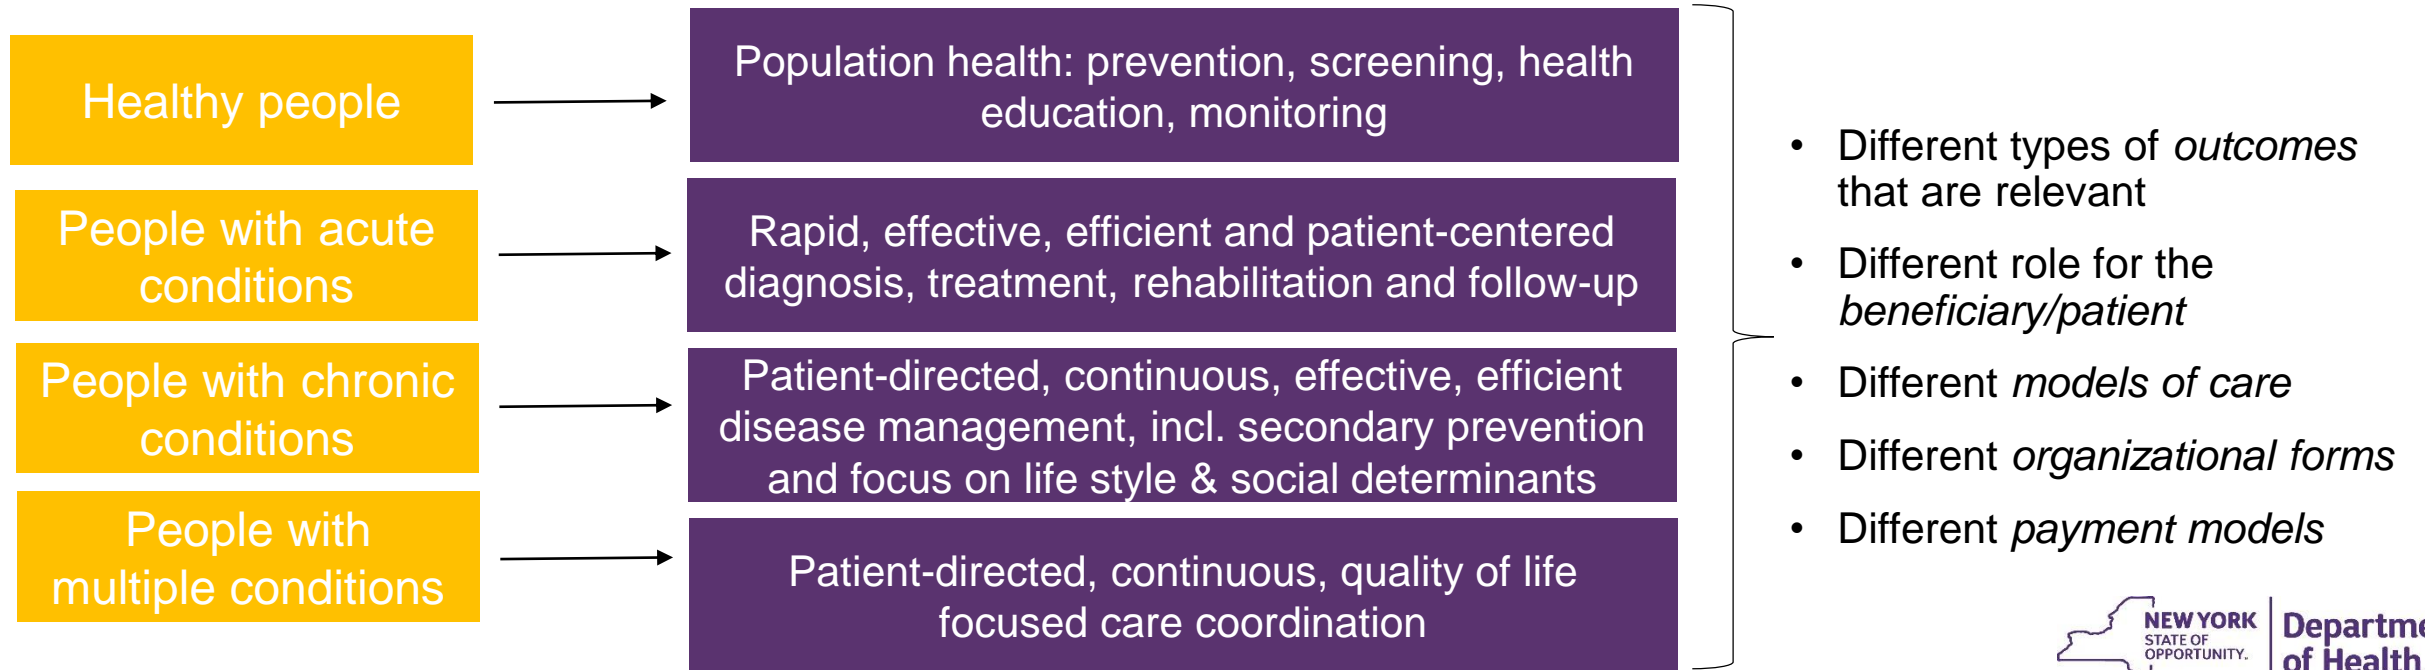 Healthy people
Population health: prevention, screening, health
education, monitoring
People with acute
conditions
Rapid, effective, efficient and patient-centered
diagnosis, treatment, rehabilitation and follow-up
People with chronic
conditions
Patient-directed, continuous, effective, efficient
disease management, incl. secondary prevention
and focus on life style & social determinants
People with
multiple conditions
Patient-directed, continuous, quality of life
focused care coordination
• Different types of outcomes
that are relevant
• Different role for the
beneficiary/patient
• Different models of care
• Different organizational forms
• Different payment models
NEW YORK
STATE OF
OPPORTUNITY.
Departme
of Health